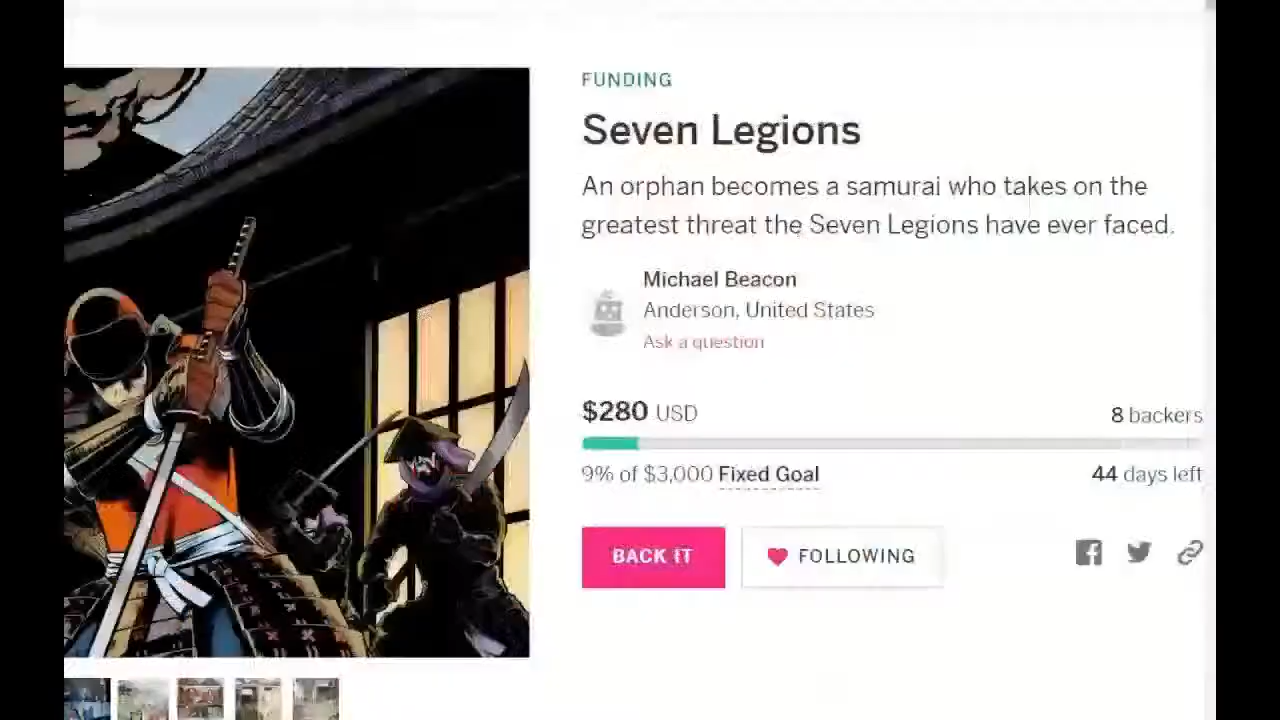 FUNDING
Seven Legions
An orphan becomes a samurai who takes on the
greatest threat the Seven Legions have ever faced.
Michael Beacon
Anderson, United States
Ask a question
$280 USD
8 backers
9% of $3,000 Fixed Goal
44 days left
BACK IT
FOLLOWING